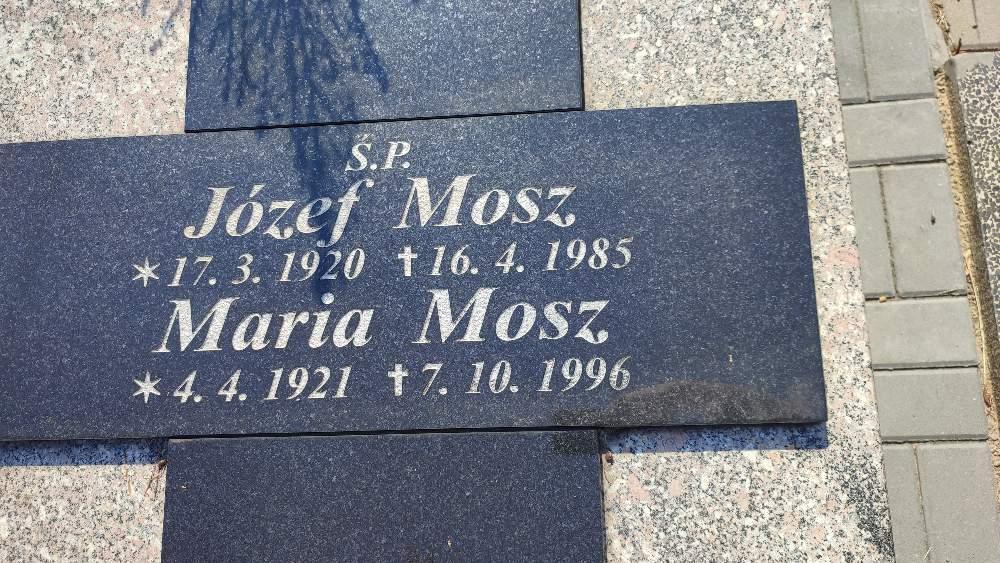 Ś.P.
Józef Mosz
✶ 17. 3. 1920 ✝ 16. 4. 1985
Maria Mosz
✶ 4. 4. 1921 ✝ 7. 10. 1996